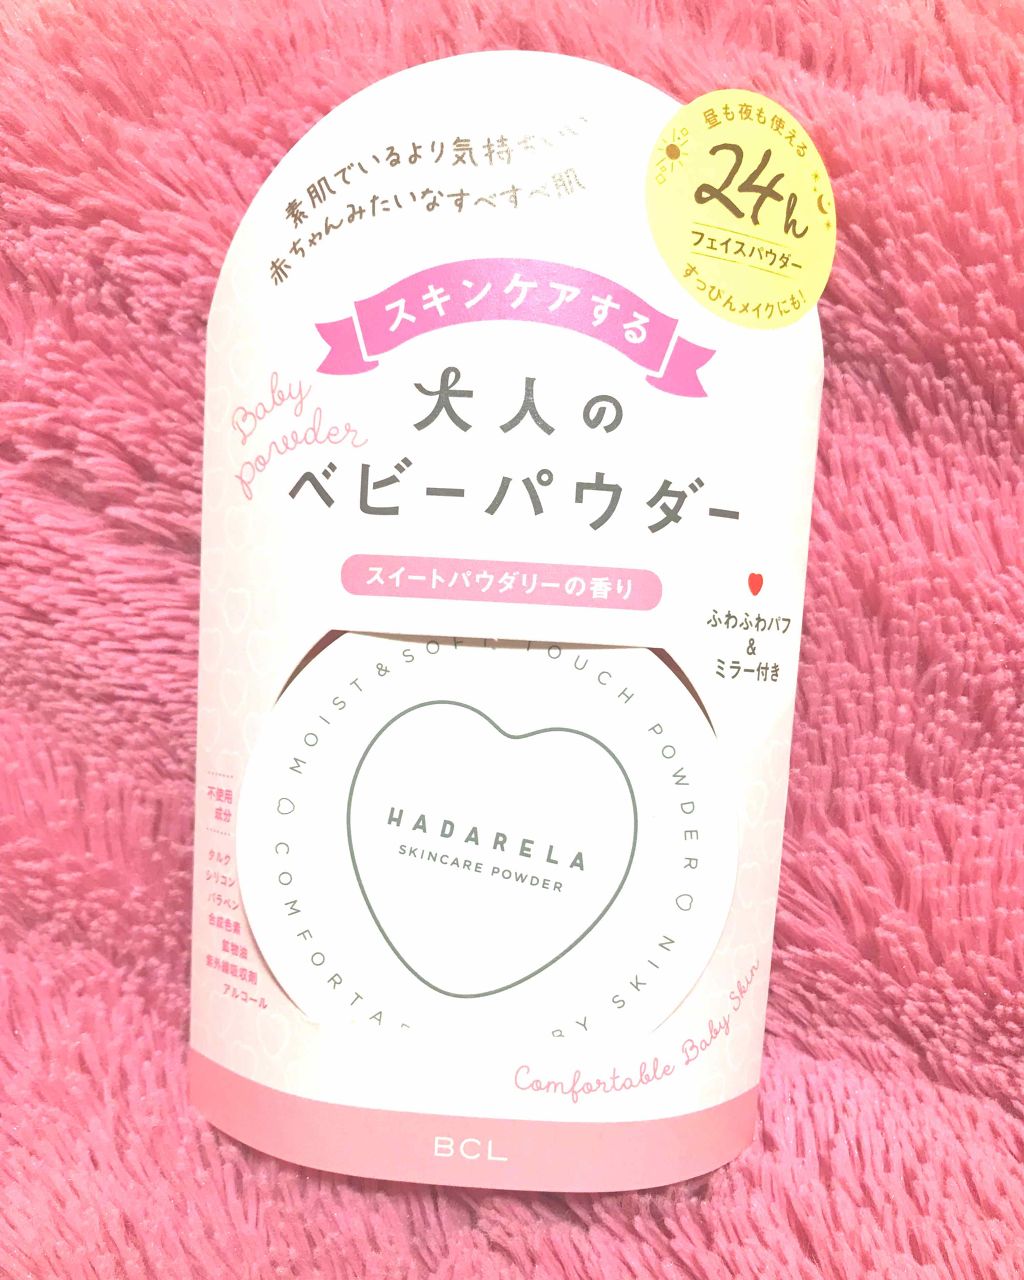 素肌でいるより気持ちいい
赤ちゃんみたいなすべすべ肌
昼も夜も使える
24h
フェイスパウダー
すっぴんメイクにも!
スキンケアする
Baby
powder
大人の
ベビーパウダー
スイートパウダリーの香り
ふわふわパフ
&
ミラー付き
MOIST & SOFT TOUCH POWDER
HADARELA
SKINCARE POWDER
COMFORTA
BY SKIN
不使用
成分
タルク
シリコン
パラベン
合成色素
鉱物油
紫外線吸収剤
アルコール
Comfortable Baby Skin
BCL